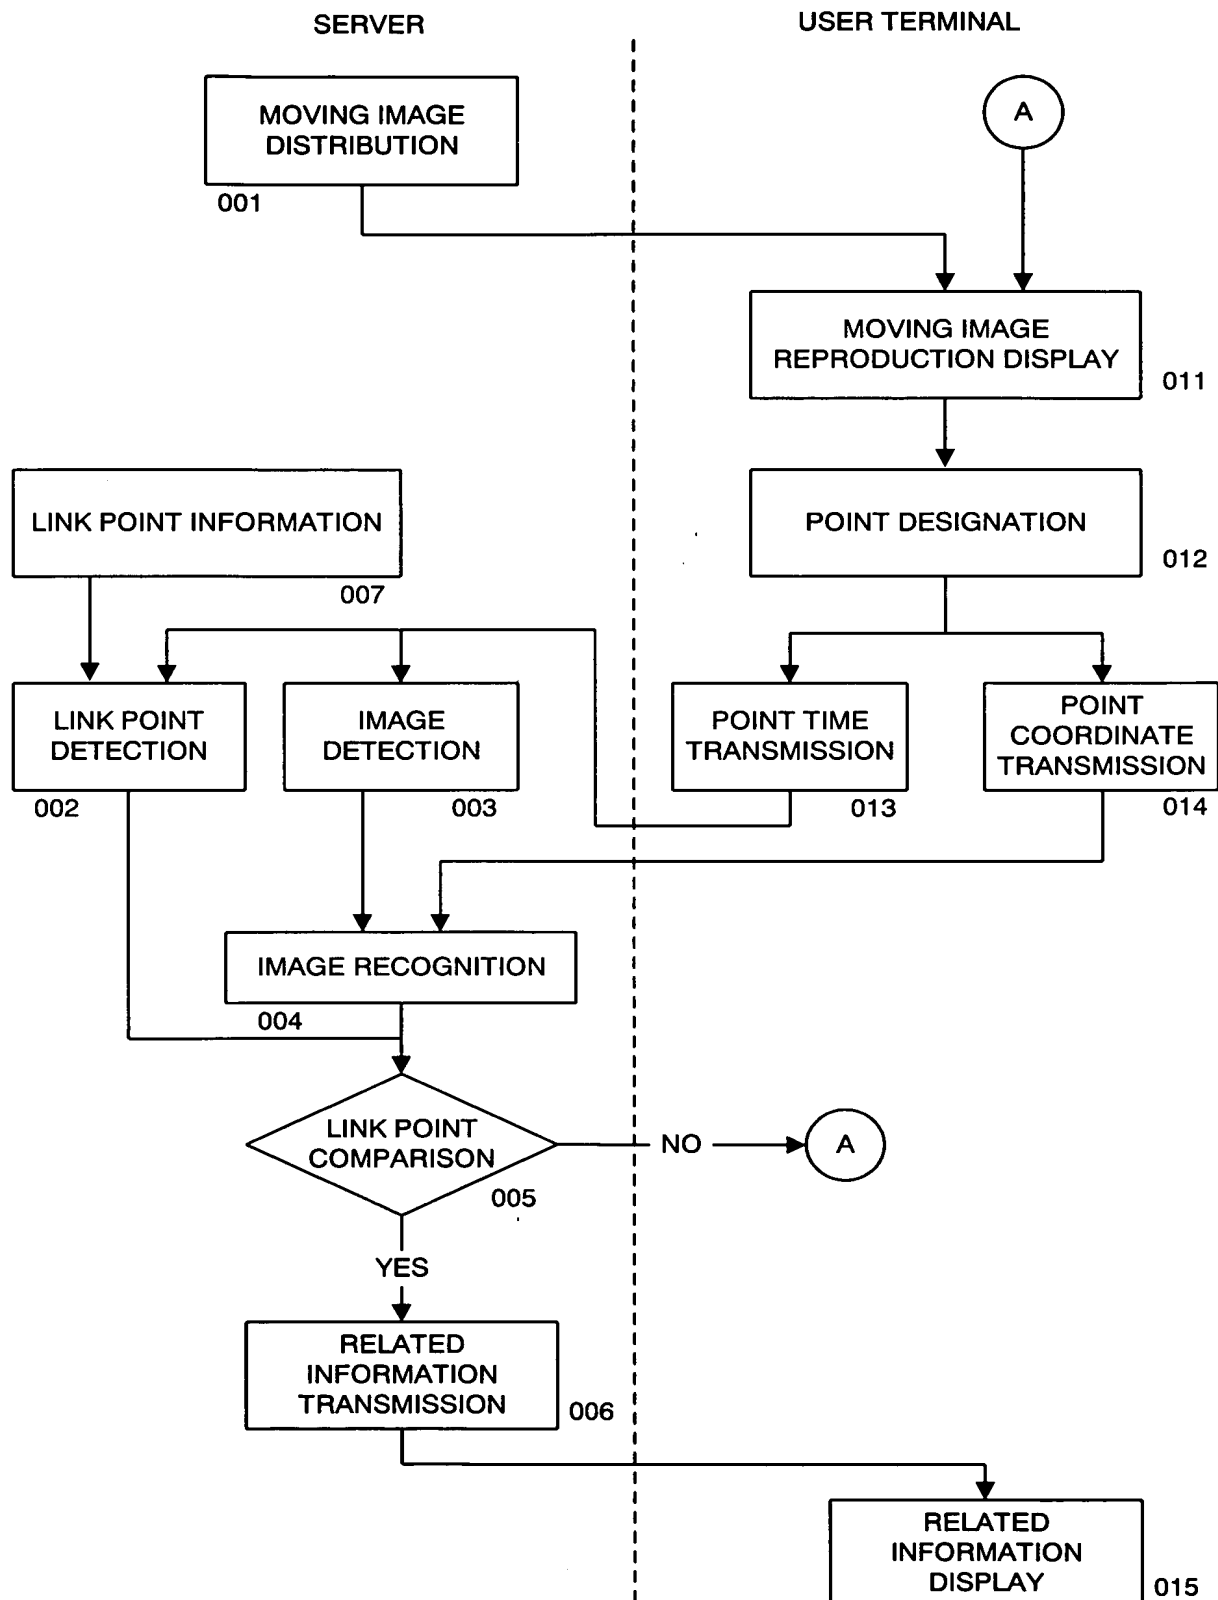 SERVER
USER TERMINAL
MOVING IMAGE
DISTRIBUTION
001
A
MOVING IMAGE
REPRODUCTION DISPLAY
011
LINK POINT INFORMATION
007
POINT DESIGNATION
012
LINK POINT
DETECTION
002
IMAGE
DETECTION
003
POINT TIME
TRANSMISSION
013
POINT
COORDINATE
TRANSMISSION
014
IMAGE RECOGNITION
004
LINK POINT
COMPARISON
005
NO
A
YES
RELATED
INFORMATION
TRANSMISSION
006
RELATED
INFORMATION
DISPLAY
015